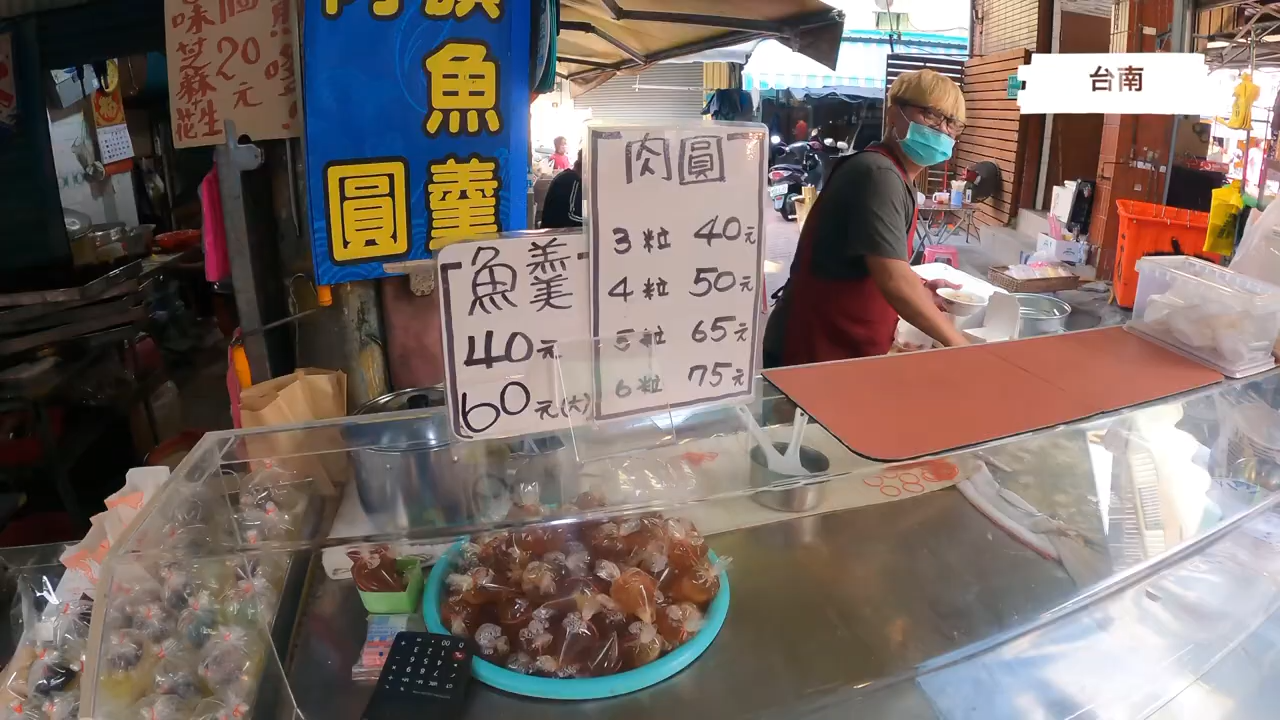 味芝麻花生
20元
魚羹
圓
肉圓
3粒 40元
4粒 50元
5粒 65元
6粒 75元
魚羹
40元
60元(大)
台南